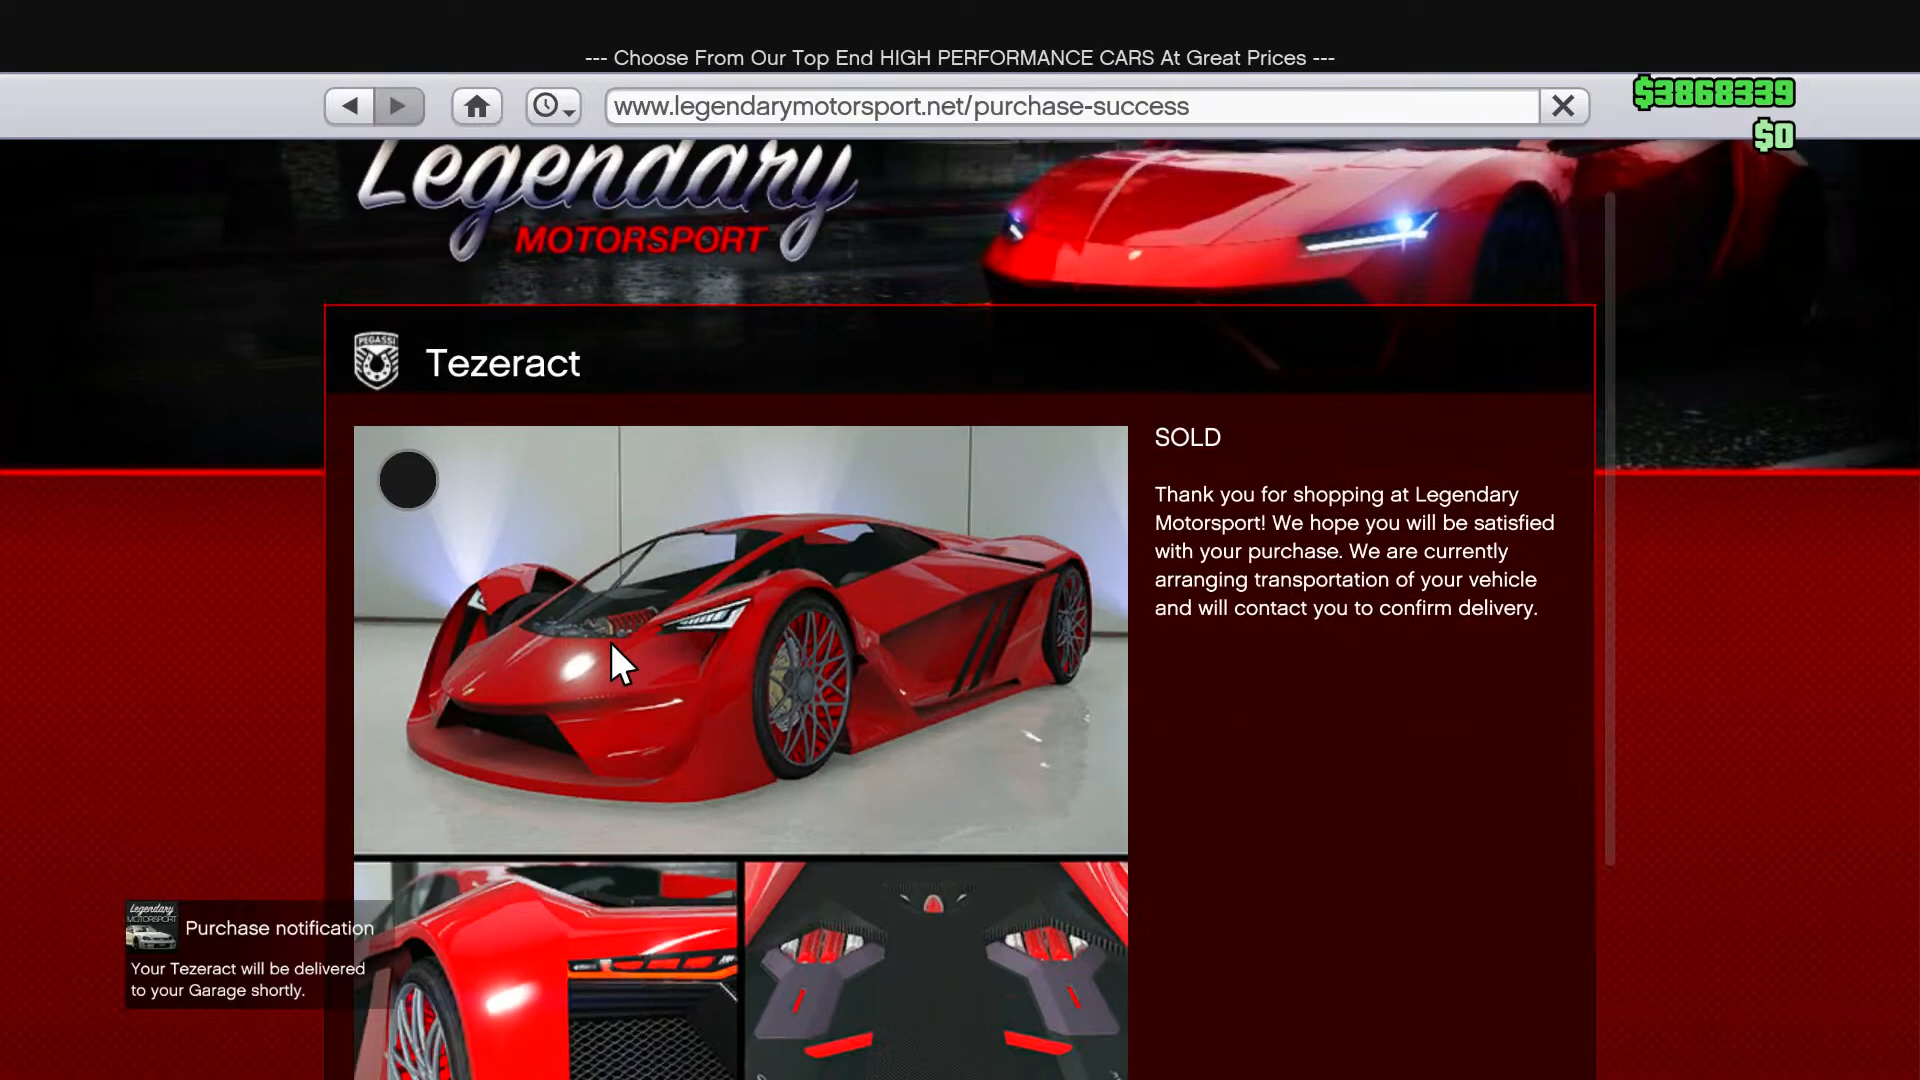 --- Choose From Our Top End HIGH PERFORMANCE CARS At Great Prices ---
www.legendarymotorsport.net/purchase-success
$3868339
$0
Legendary
MOTORSPORT
PEGASSI
Tezeract
SOLD
Thank you for shopping at Legendary
Motorsport! We hope you will be satisfied
with your purchase. We are currently
arranging transportation of your vehicle
and will contact you to confirm delivery.
Legendary
MOTORSPORT
Purchase notification
Your Tezeract will be delivered
to your Garage shortly.